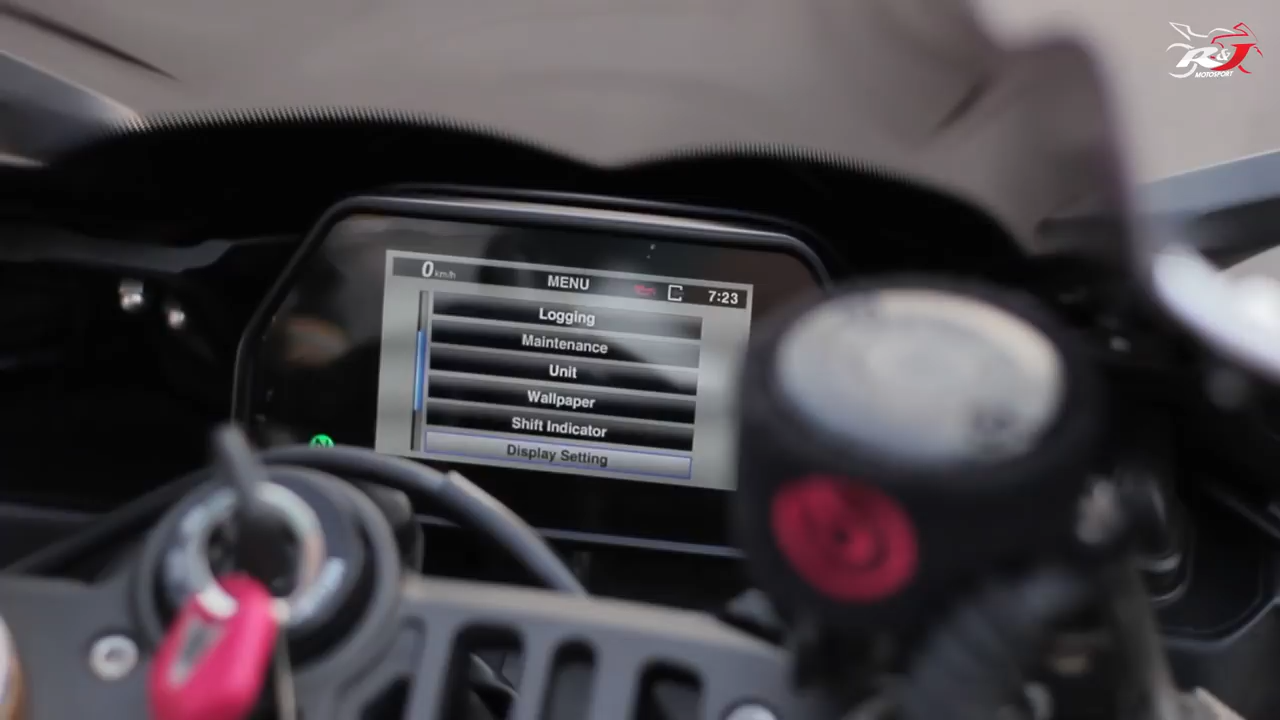 R&J
MOTOSPORT
0 km/h
MENU
7:23
Logging
Maintenance
Unit
Wallpaper
Shift Indicator
Display Setting
N